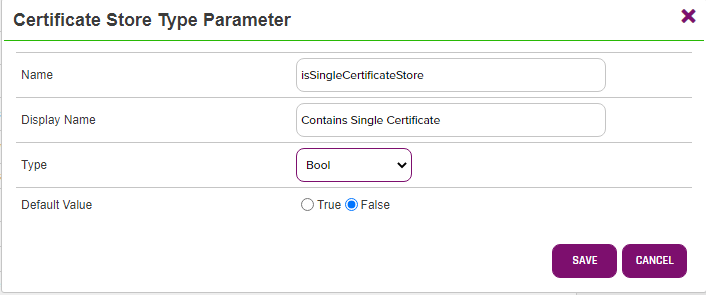 Certificate Store Type Parameter
Name isSingleCertificateStore
Display Name Contains Single Certificate
Type Bool
Default Value True False
SAVE CANCEL